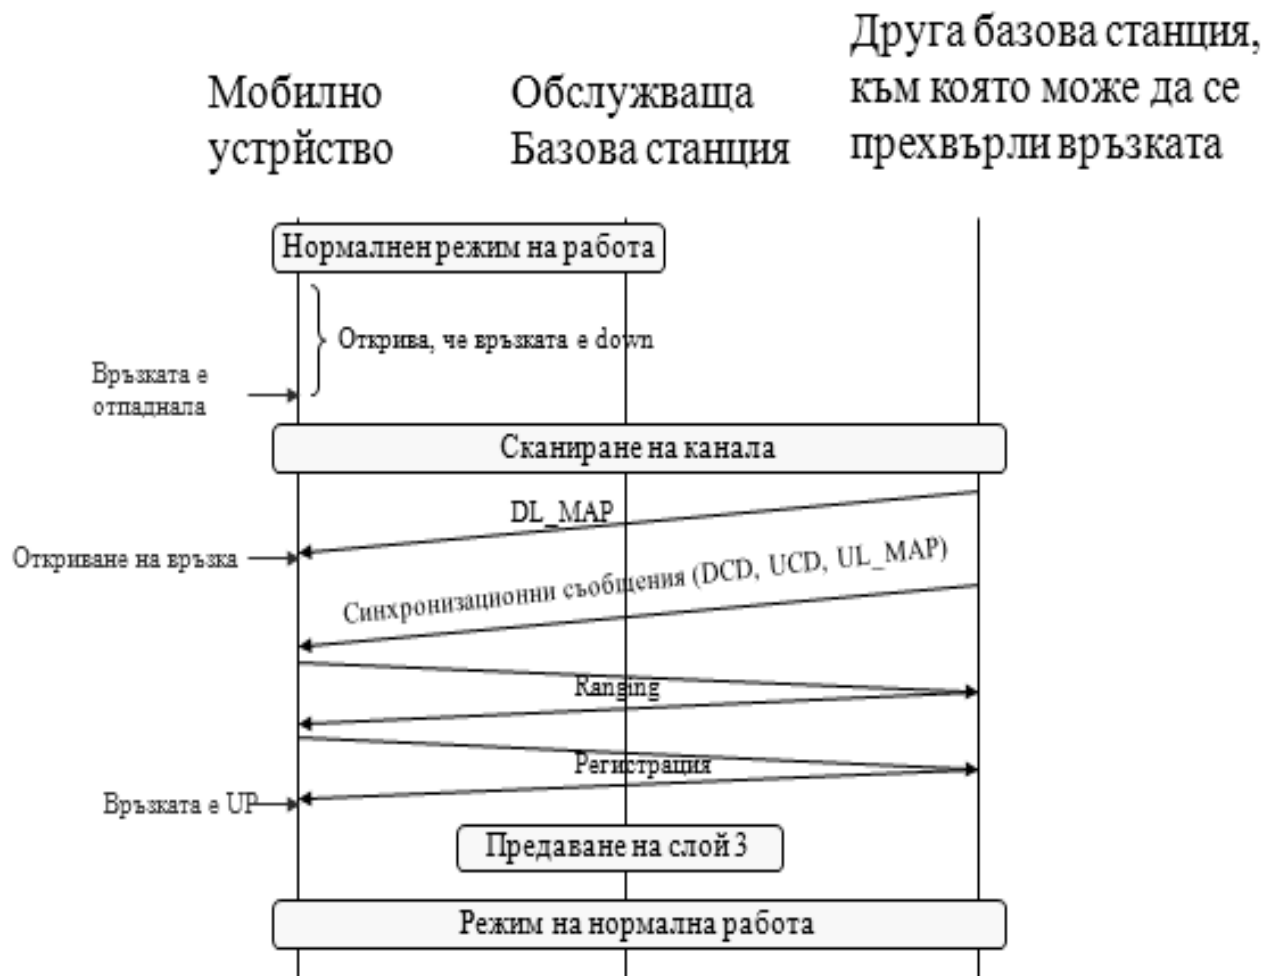 Мобилно
устрйство
Обслужваща
Базова станция
Друга базова станция,
към която може да се
прехвърли връзката
Нормалнен режим на работа
Открива, че връзката е down
Връзката е
отпаднала
Сканиране на канала
DL_MAP
Откриване на връзка
Синхронизационни съобщения (DCD, UCD, UL_MAP)
Ranging
Регистрация
Връзката е UP
Предаване на слой 3
Режим на нормална работа